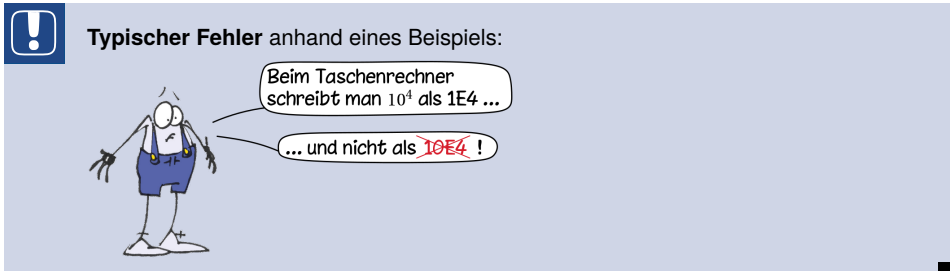 Typischer Fehler anhand eines Beispiels:
Beim Taschenrechner
schreibt man 10⁴ als 1E4 ...
... und nicht als 10E4 !